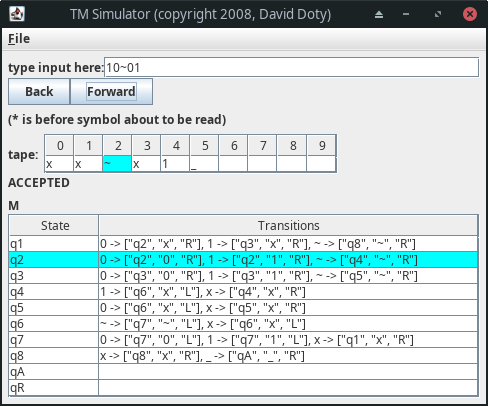 TM Simulator (copyright 2008, David Doty)
File
type input here: 10~01
Back Forward
(* is before symbol about to be read)
0 1 2 3 4 5 6 7 8 9
tape: x x ~ x 1 _
ACCEPTED
M
State Transitions
q1 0 -> ["q2", "x", "R"], 1 -> ["q3", "x", "R"], ~ -> ["q8", "~", "R"]
q2 0 -> ["q2", "0", "R"], 1 -> ["q2", "1", "R"], ~ -> ["q4", "~", "R"]
q3 0 -> ["q3", "0", "R"], 1 -> ["q3", "1", "R"], ~ -> ["q5", "~", "R"]
q4 1 -> ["q6", "x", "L"], x -> ["q4", "x", "R"]
q5 0 -> ["q6", "x", "L"], x -> ["q5", "x", "R"]
q6 ~ -> ["q7", "~", "L"], x -> ["q6", "x", "L"]
q7 0 -> ["q7", "0", "L"], 1 -> ["q7", "1", "L"], x -> ["q1", "x", "R"]
q8 x -> ["q8", "x", "R"], _ -> ["qA", "_", "R"]
qA
qR